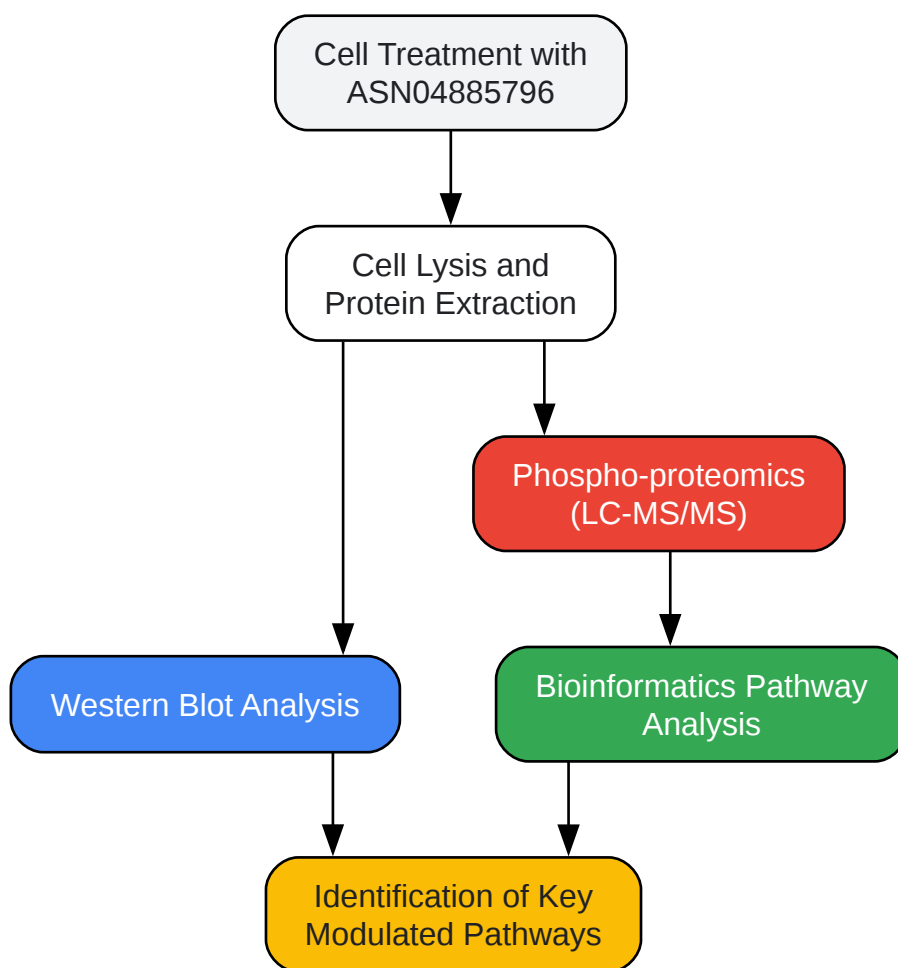 Cell Treatment with
ASN04885796
Cell Lysis and
Protein Extraction
Phospho-proteomics
(LC-MS/MS)
Western Blot Analysis
Bioinformatics Pathway
Analysis
Identification of Key
Modulated Pathways